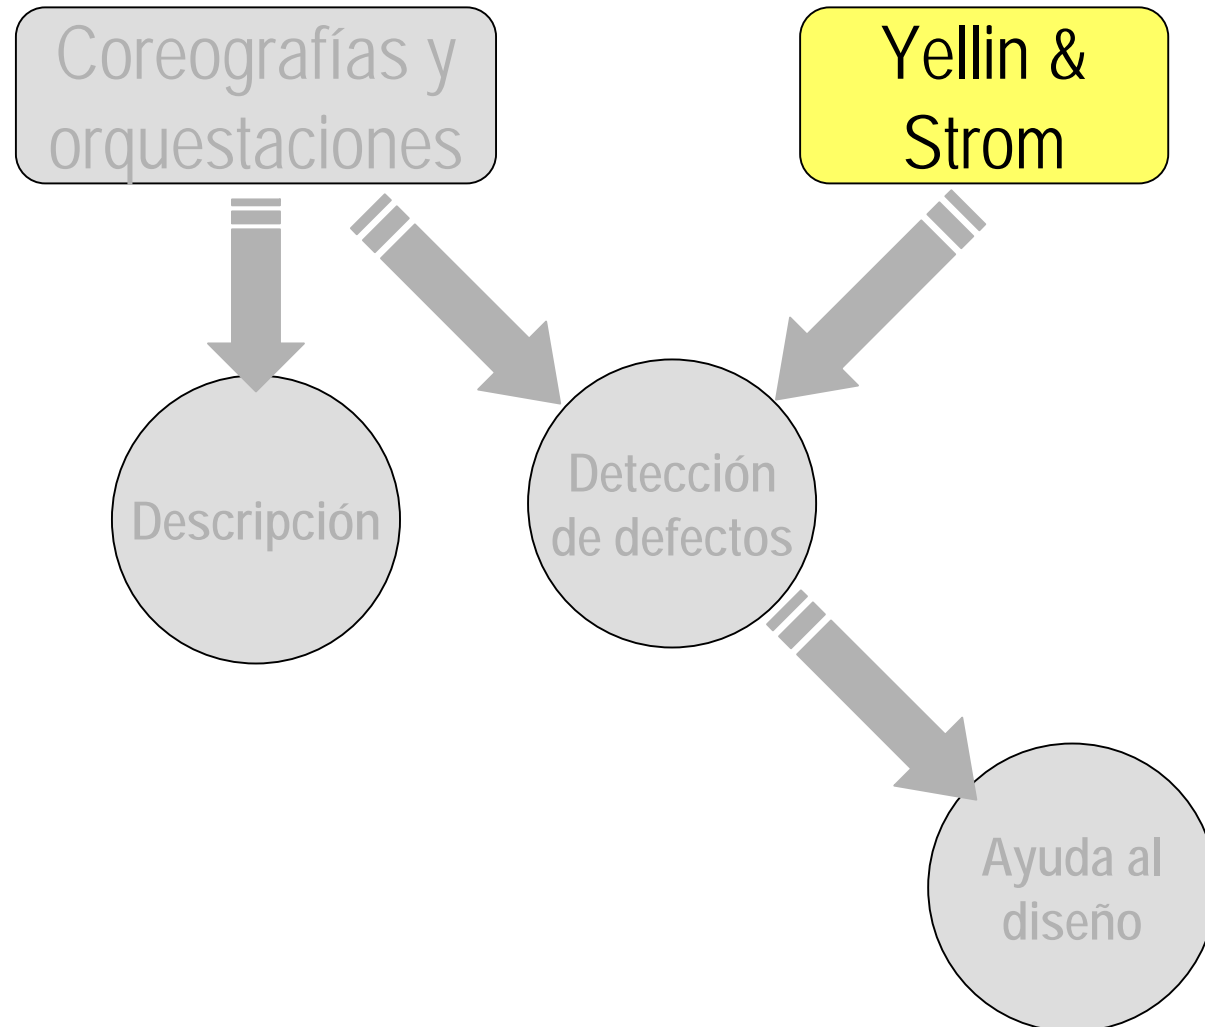 Coreografías y
orquestaciones
Yellin &
Strom
Descripción
Detección
de defectos
Ayuda al
diseño